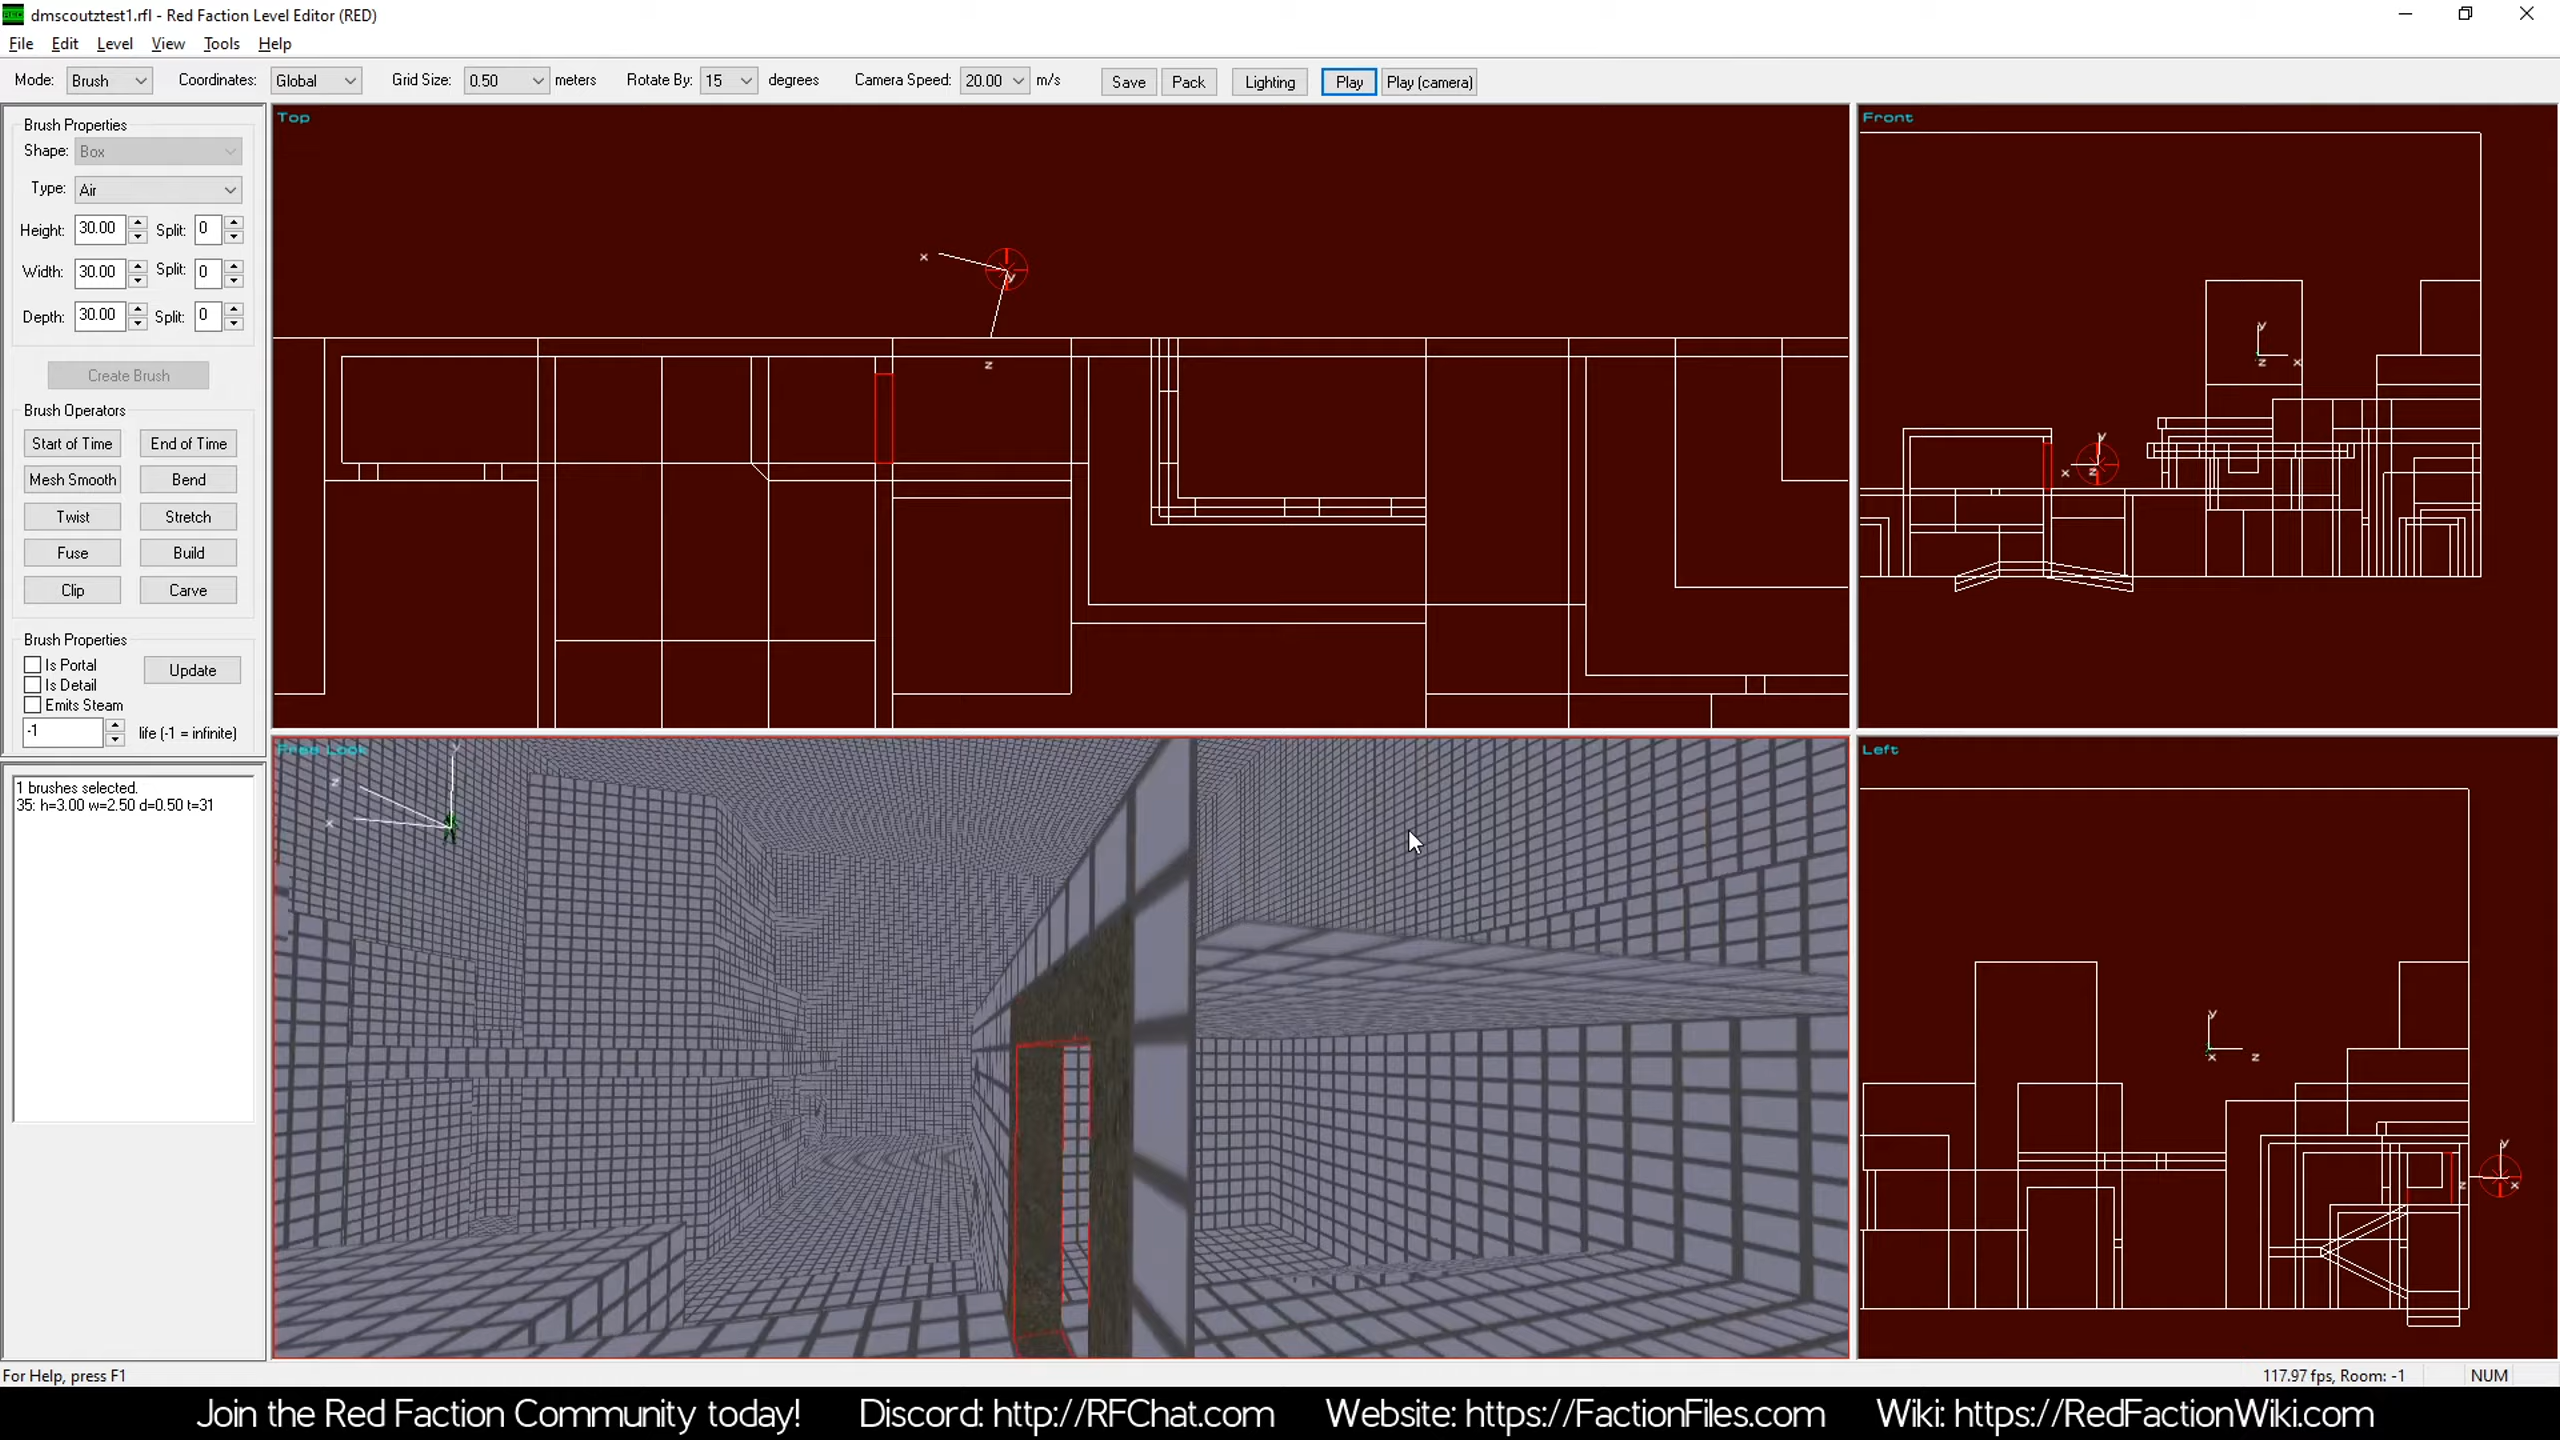 dmscoutztest1.rfl - Red Faction Level Editor (RED)
File Edit Level View Tools Help
Mode: Brush Coordinates: Global Grid Size: 0.50 meters Rotate By: 15 degrees Camera Speed: 20.00 m/s Save Pack Lighting Play Play (camera)
Brush Properties
Shape: Box
Type: Air
Height: 30.00 Split: 0
Width: 30.00 Split: 0
Depth: 30.00 Split: 0
Create Brush
Brush Operators
Start of Time End of Time
Mesh Smooth Bend
Twist Stretch
Fuse Build
Clip Carve
Brush Properties
Is Portal
Update
Is Detail
Emits Steam
-1 life (-1 = infinite)
1 brushes selected.
35: h=3.00 w=2.50 d=0.50 t=31
Top
x
y
z
Front
y
z x
y
x z
Free Look
y
z
x
Left
y
x z
y
z x
For Help, press F1
117.97 fps, Room: -1 NUM
Join the Red Faction Community today! Discord: http://RFChat.com Website: https://FactionFiles.com Wiki: https://RedFactionWiki.com